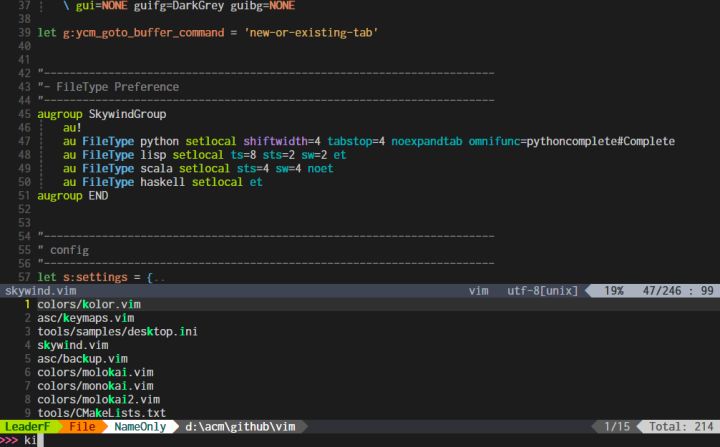 37 \ gui=NONE guifg=DarkGrey guibg=NONE
38
39 let g:ycm_goto_buffer_command = 'new-or-existing-tab'
40
41
42 "-----------------------------------------------------------------------
43 "- FileType Preference
44 "-----------------------------------------------------------------------
45 augroup SkywindGroup
46 au!
47 au FileType python setlocal shiftwidth=4 tabstop=4 noexpandtab omnifunc=pythoncomplete#Complete
48 au FileType lisp setlocal ts=8 sts=2 sw=2 et
49 au FileType scala setlocal sts=4 sw=4 noet
50 au FileType haskell setlocal et
51 augroup END
52
53
54 "-----------------------------------------------------------------------
55 " config
56 "-----------------------------------------------------------------------
57 let s:settings = {..
skywind.vim vim utf-8[unix] 19% 47/246 : 99
1 colors/kolor.vim
2 asc/keymaps.vim
3 tools/samples/desktop.ini
4 skywind.vim
5 asc/backup.vim
6 colors/molokai.vim
7 colors/monokai.vim
8 colors/molokai2.vim
9 tools/CMakeLists.txt
LeaderF File NameOnly d:\acm\github\vim 1/15 Total: 214
>>> ki